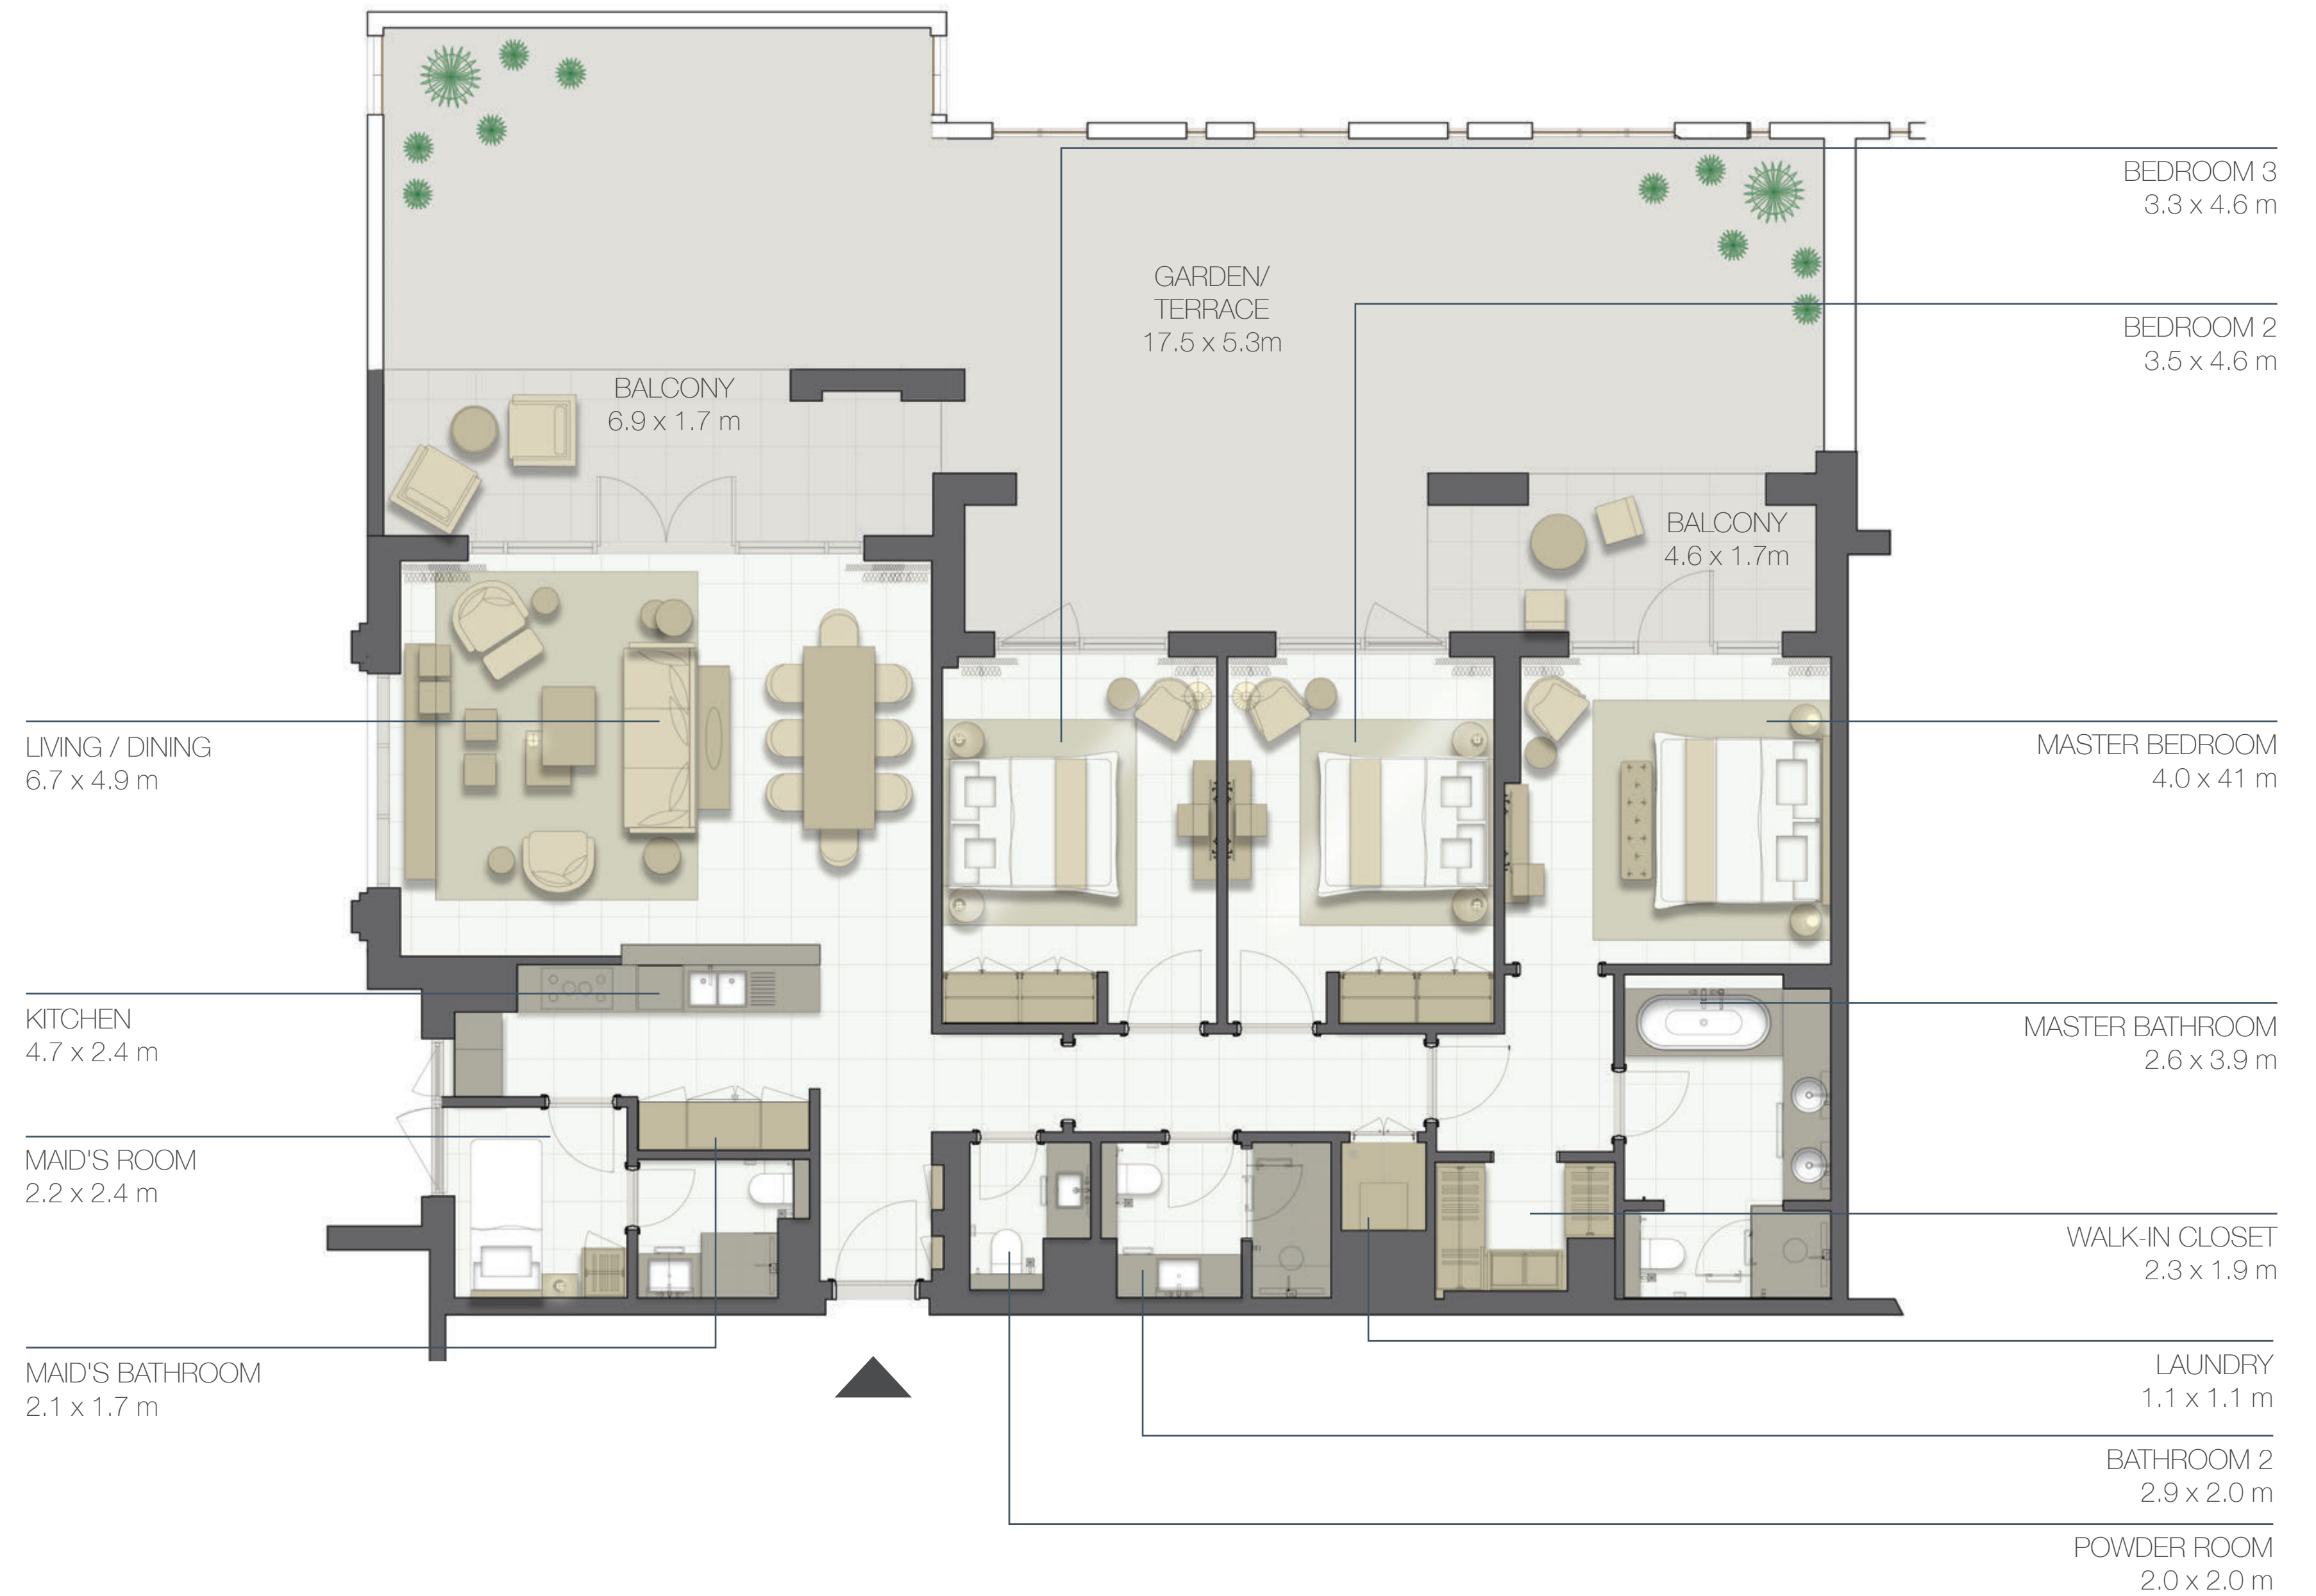 BEDROOM 3
3.3 x 4.6 m
GARDEN/
TERRACE
17.5 x 5.3m
BEDROOM 2
3.5 x 4.6 m
BALCONY
6.9 x 1.7 m
BALCONY
4.6 x 1.7m
LIVING / DINING
6.7 x 4.9 m
MASTER BEDROOM
4.0 x 41 m
KITCHEN
4.7 x 2.4 m
MASTER BATHROOM
2.6 x 3.9 m
MAID'S ROOM
2.2 x 2.4 m
WALK-IN CLOSET
2.3 x 1.9 m
MAID'S BATHROOM
2.1 x 1.7 m
LAUNDRY
1.1 x 1.1 m
BATHROOM 2
2.9 x 2.0 m
POWDER ROOM
2.0 x 2.0 m